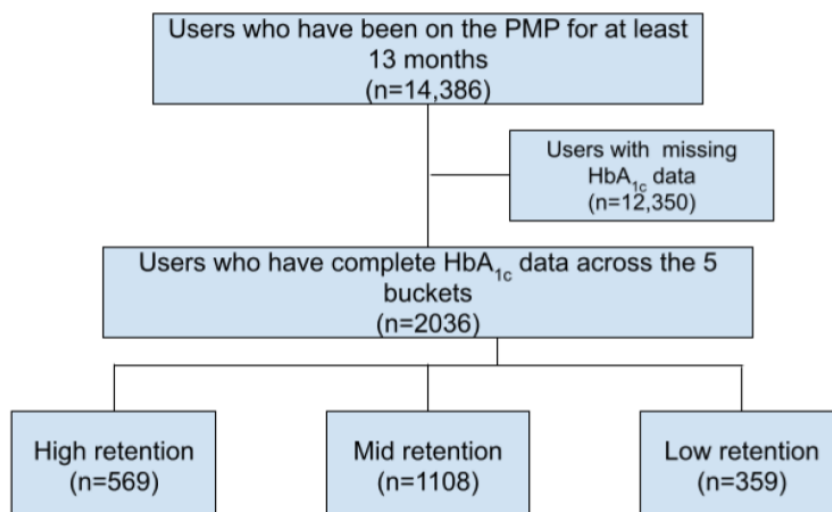 Users who have been on the PMP for at least
13 months
(n=14,386)
Users with missing
HbA1c data
(n=12,350)
Users who have complete HbA1c data across the 5
buckets
(n=2036)
High retention
(n=569)
Mid retention
(n=1108)
Low retention
(n=359)